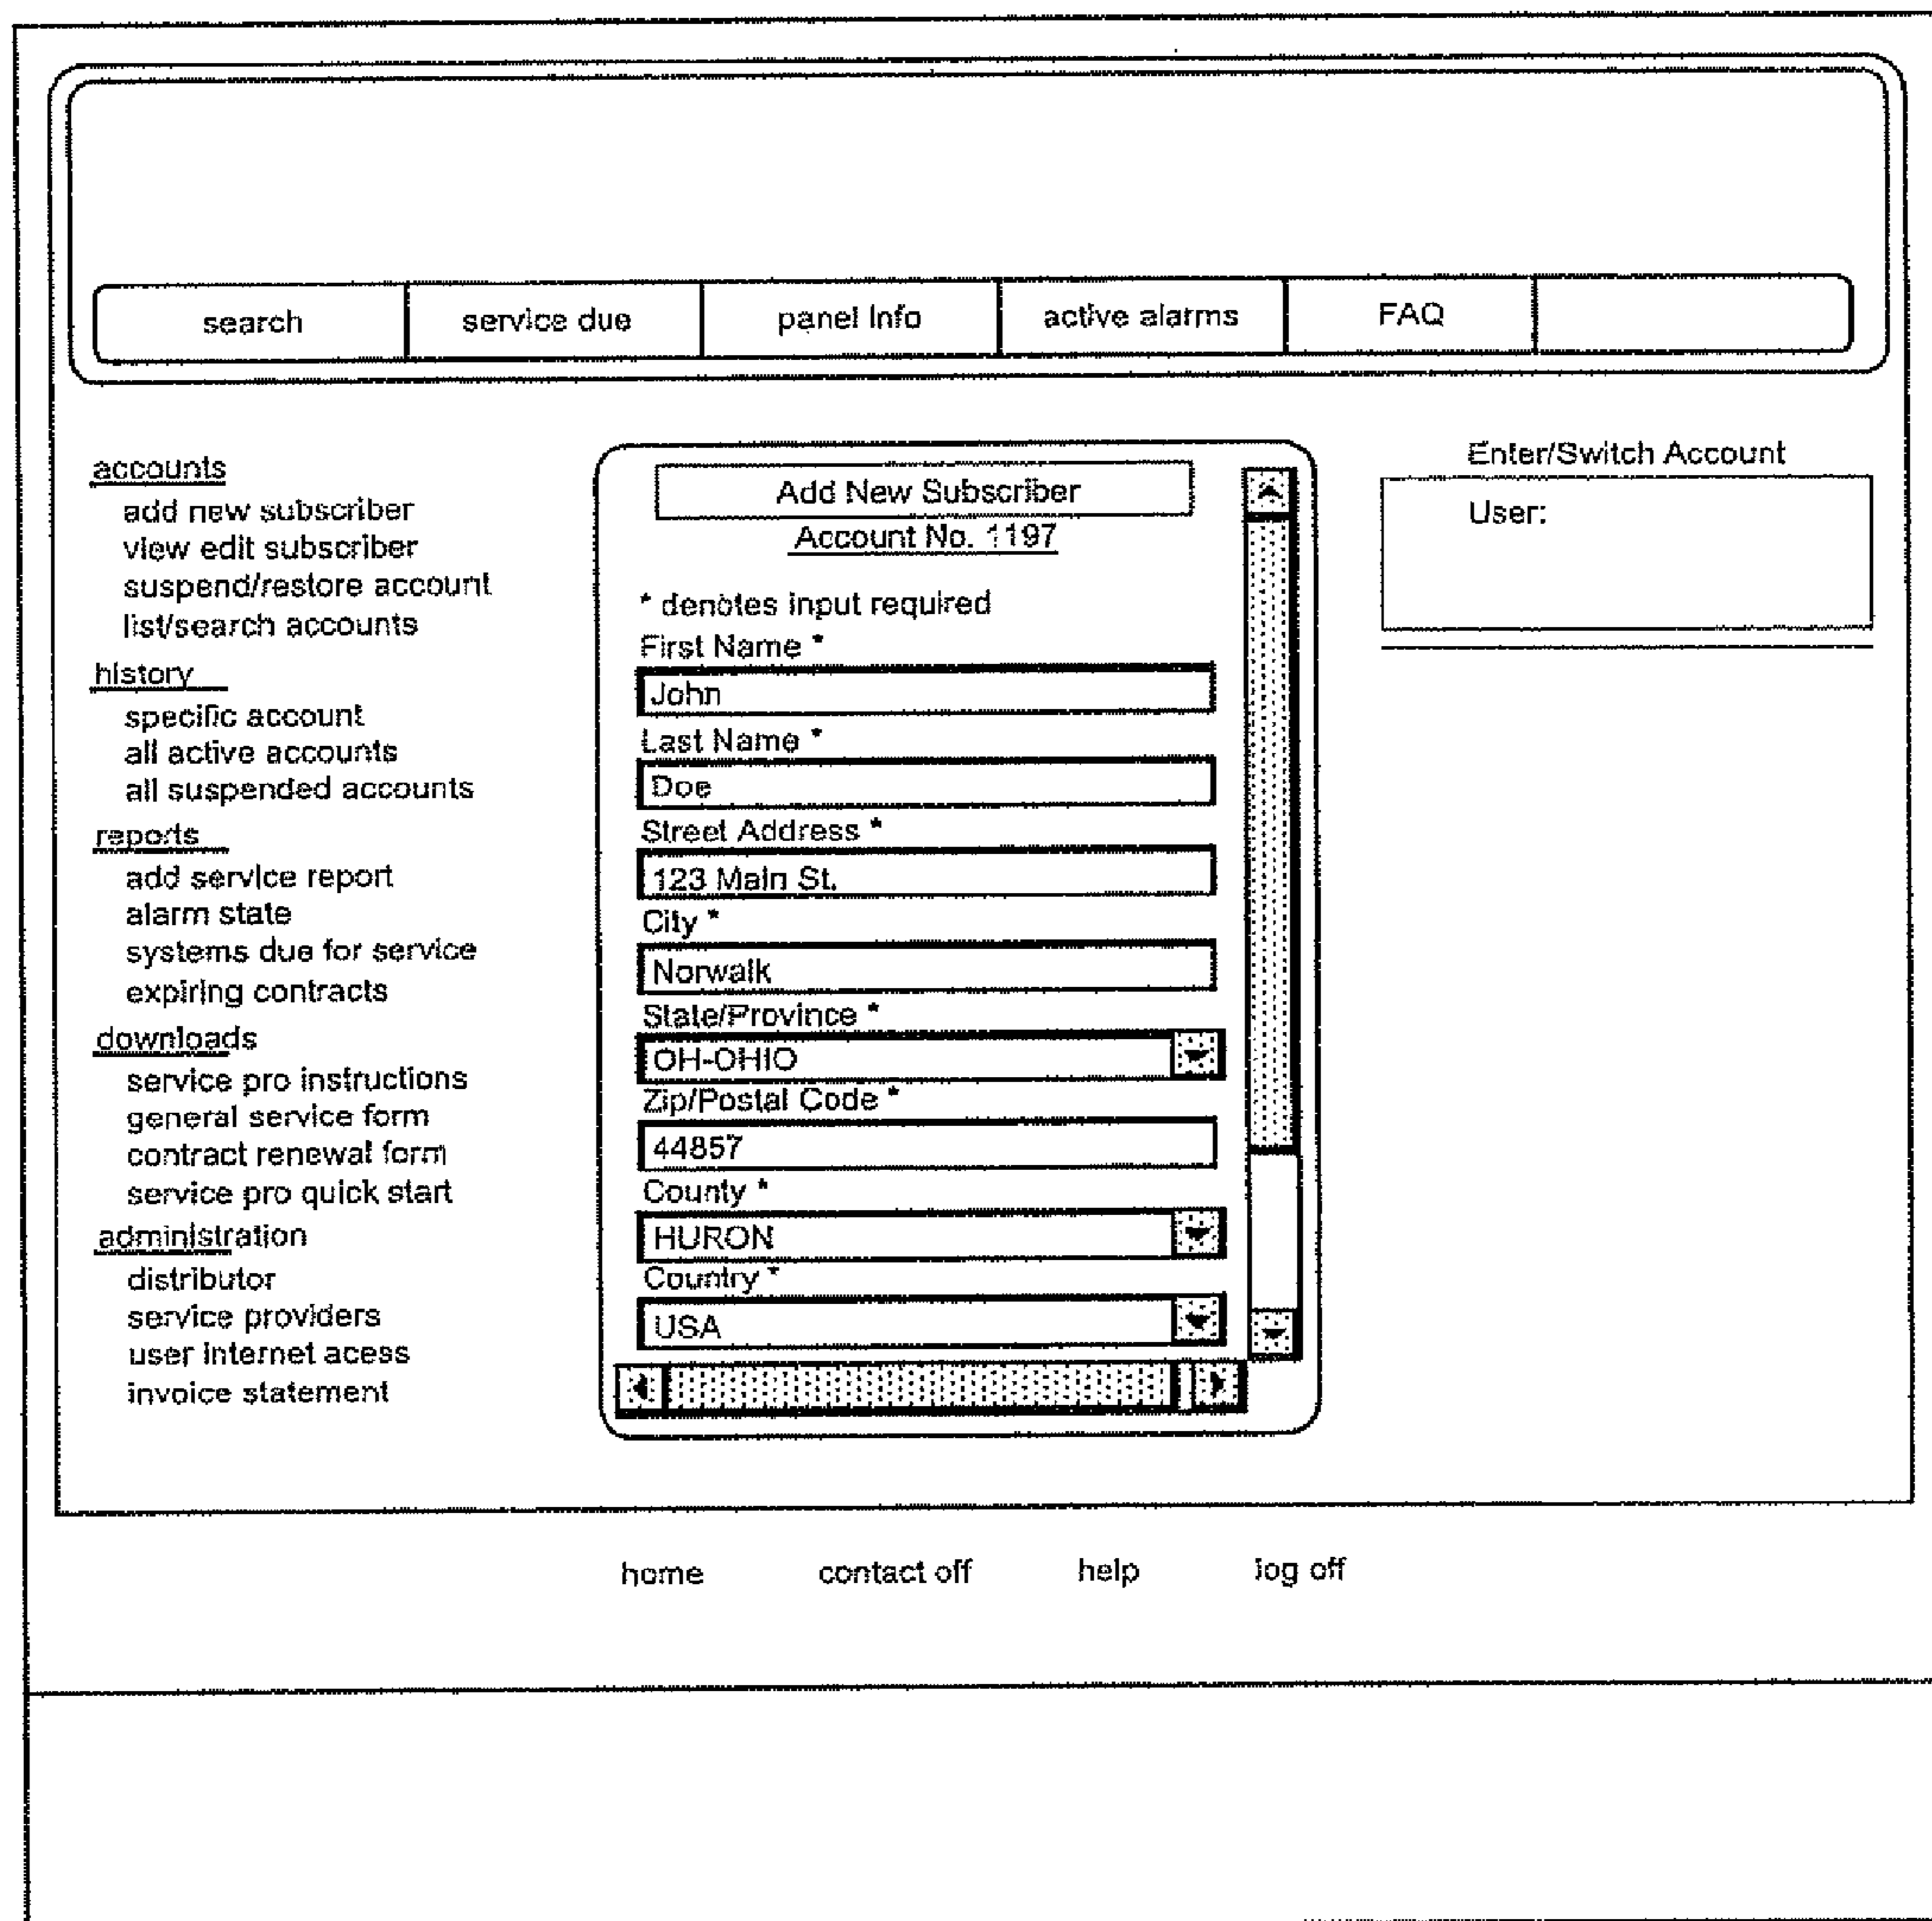 search service due panel Info active alarms FAQ
accounts
add new subscriber
view edit subscriber
suspend/restore account
list/search accounts
history
specific account
all active accounts
all suspended accounts
reports
add service report
alarm state
systems due for service
expiring contracts
downloads
service pro instructions
general service form
contract renewal form
service pro quick start
administration
distributor
service providers
user internet acess
invoice statement
Add New Subscriber
Account No. 1197
* denotes input required
First Name *
John
Last Name *
Doe
Street Address *
123 Main St.
City *
Norwalk
State/Province *
OH-OHIO
Zip/Postal Code *
44857
County *
HURON
Country *
USA
Enter/Switch Account
User:
home contact off help log off